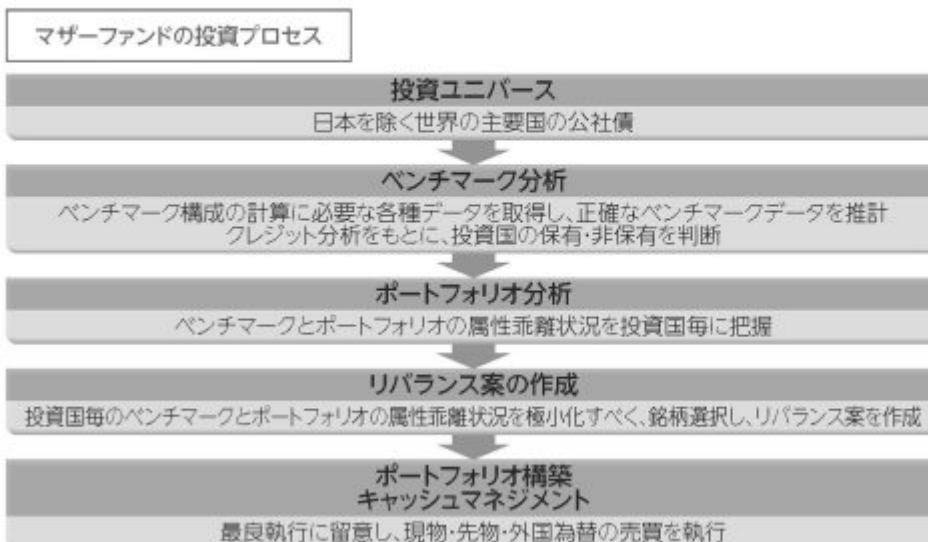 マザーファンドの投資プロセス
投資ユニバース
日本を除く世界の主要国の公社債
ベンチマーク分析
ベンチマーク構成の計算に必要な各種データを取得し、正確なベンチマークデータを推計
クレジット分析をもとに、投資国の保有・非保有を判断
ポートフォリオ分析
ベンチマークとポートフォリオの属性乖離状況を投資国毎に把握
リバランス案の作成
投資国毎のベンチマークとポートフォリオの属性乖離状況を極小化すべく、銘柄選択し、リバランス案を作成
ポートフォリオ構築
キャッシュマネジメント
最良執行に留意し、現物・先物・外国為替の売買を執行